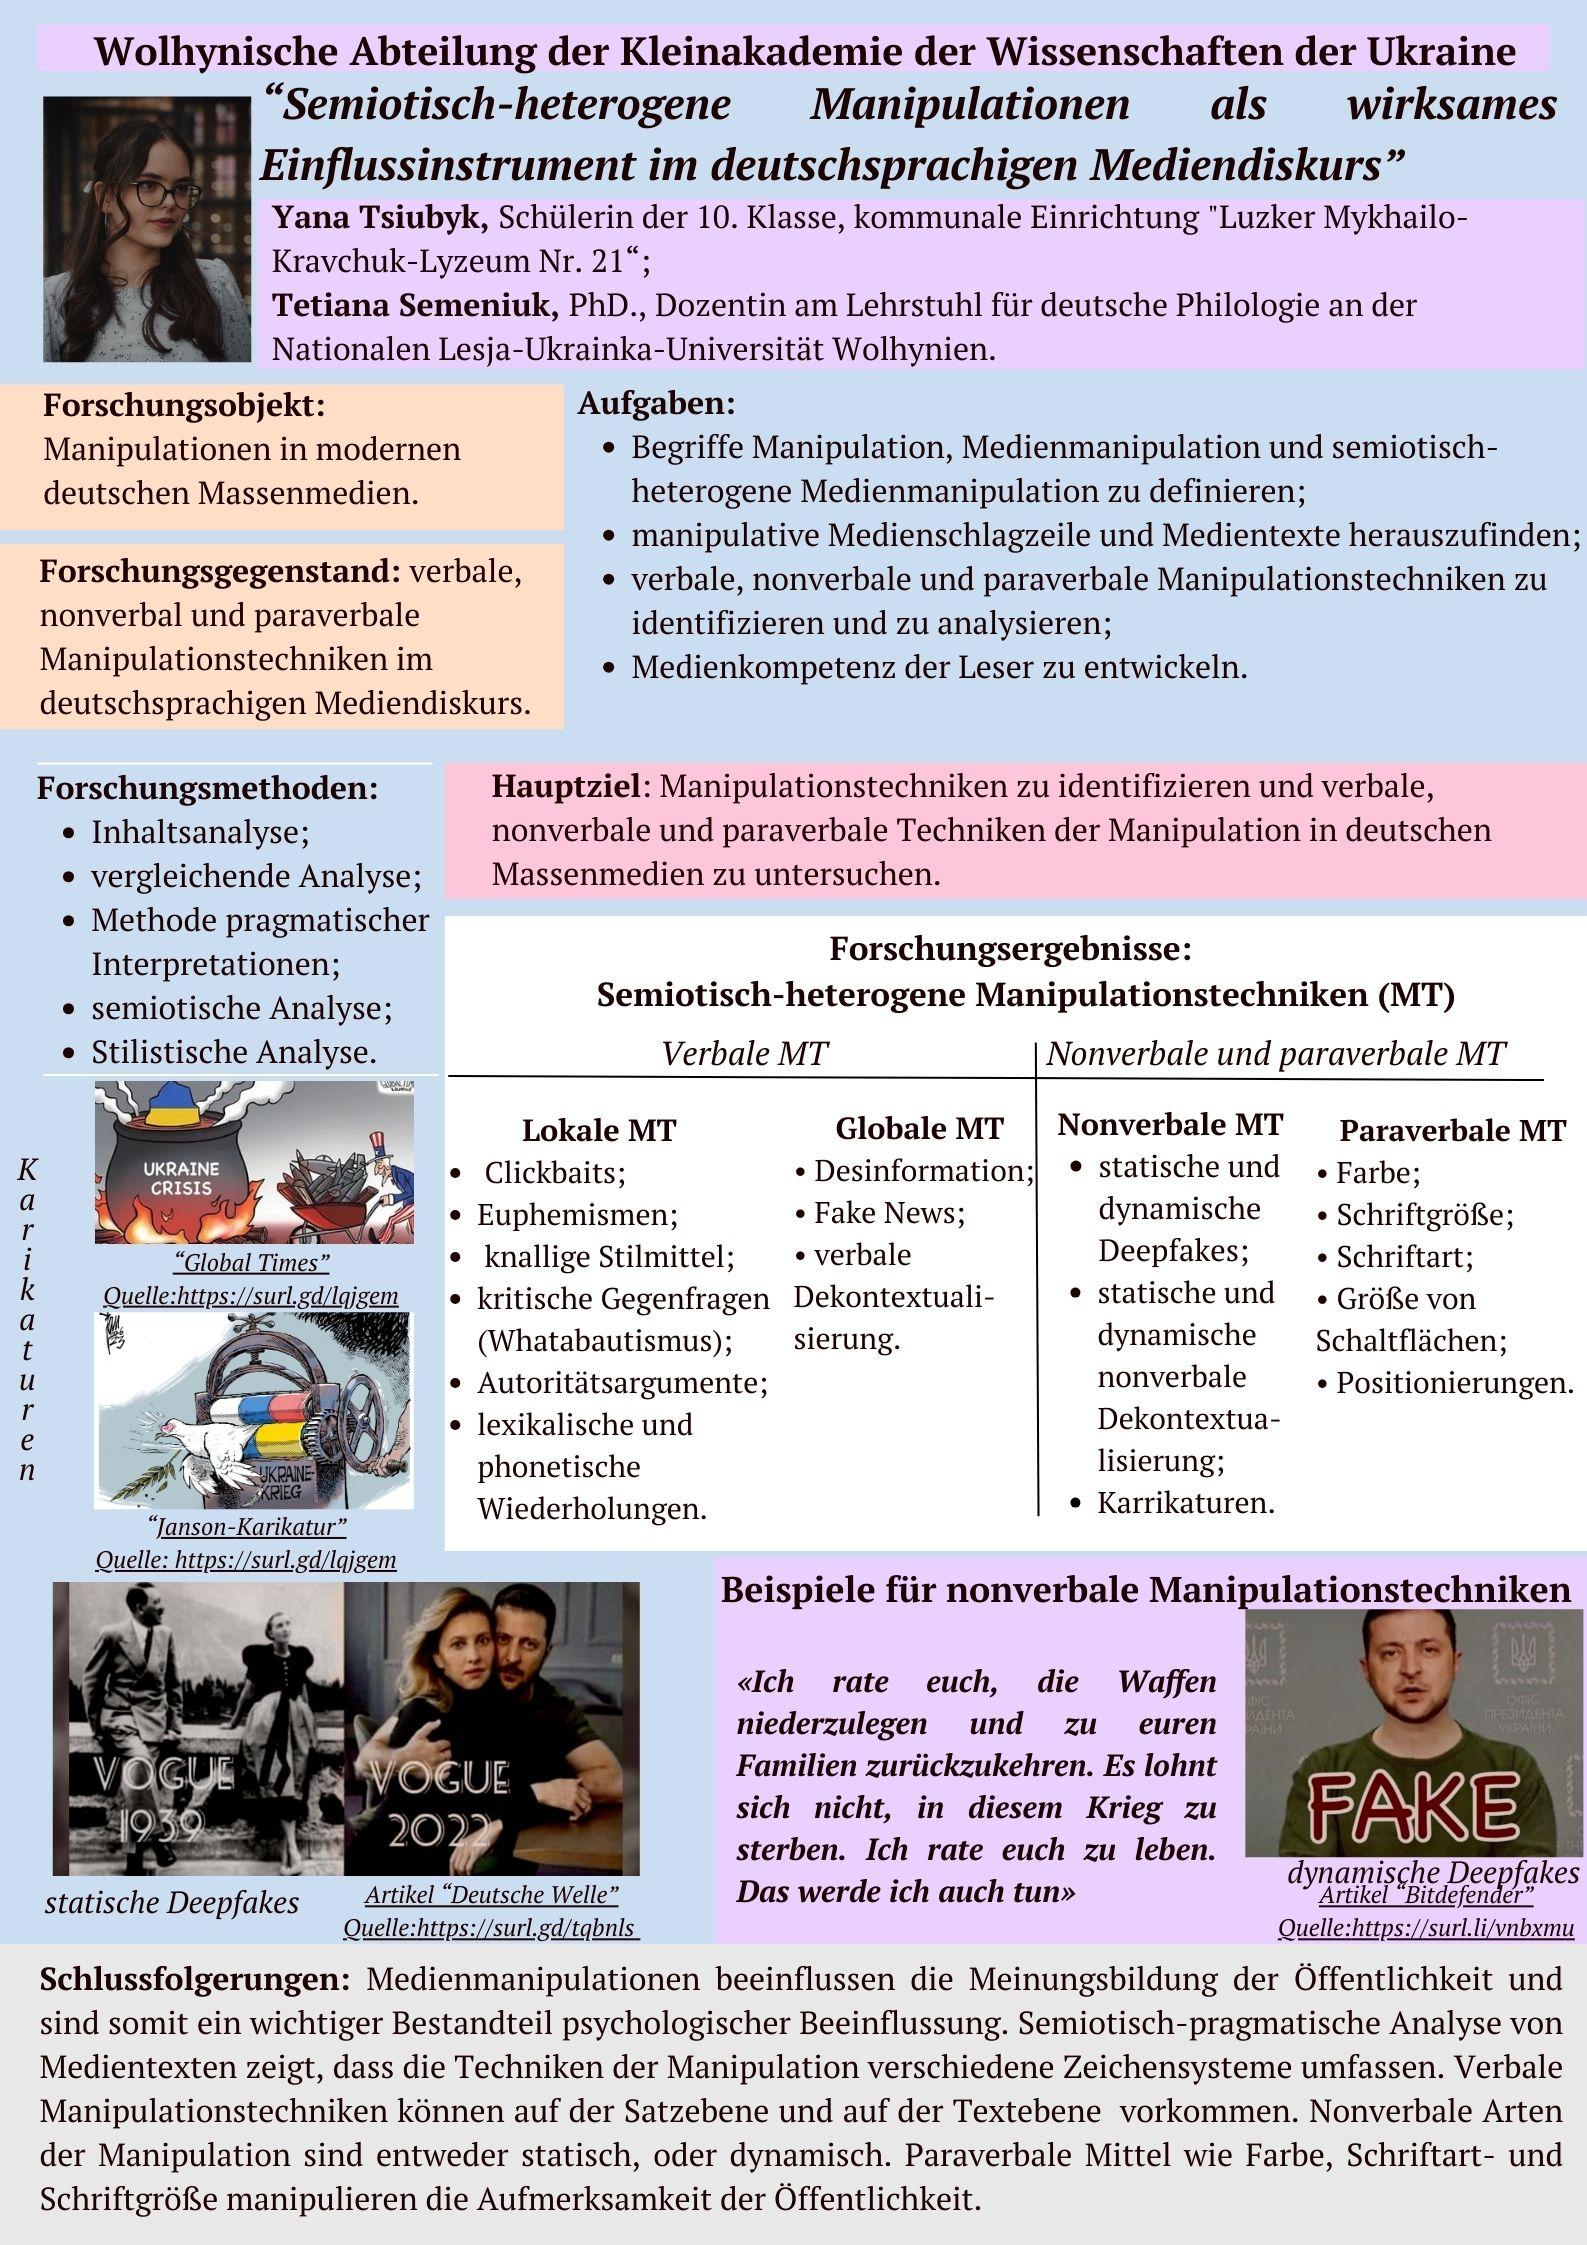 Wolhynische Abteilung der Kleinakademie der Wissenschaften der Ukraine
“Semiotisch-heterogene Manipulationen als wirksames
Einflussinstrument im deutschsprachigen Mediendiskurs”
Yana Tsiubyk, Schülerin der 10. Klasse, kommunale Einrichtung "Luzker Mykhailo-
Kravchuk-Lyzeum Nr. 21“;
Tetiana Semeniuk, PhD., Dozentin am Lehrstuhl für deutsche Philologie an der
Nationalen Lesja-Ukrainka-Universität Wolhynien.
Forschungsobjekt:
Manipulationen in modernen
deutschen Massenmedien.
Forschungsgegenstand: verbale,
nonverbal und paraverbale
Manipulationstechniken im
deutschsprachigen Mediendiskurs.
Aufgaben:
• Begriffe Manipulation, Medienmanipulation und semiotisch-
heterogene Medienmanipulation zu definieren;
• manipulative Medienschlagzeile und Medientexte herauszufinden;
• verbale, nonverbale und paraverbale Manipulationstechniken zu
identifizieren und zu analysieren;
• Medienkompetenz der Leser zu entwickeln.
Forschungsmethoden:
• Inhaltsanalyse;
• vergleichende Analyse;
• Methode pragmatischer
Interpretationen;
• semiotische Analyse;
• Stilistische Analyse.
Hauptziel: Manipulationstechniken zu identifizieren und verbale,
nonverbale und paraverbale Techniken der Manipulation in deutschen
Massenmedien zu untersuchen.
Forschungsergebnisse:
Semiotisch-heterogene Manipulationstechniken (MT)
Verbale MT
Nonverbale und paraverbale MT
Lokale MT
• Clickbaits;
• Euphemismen;
• knallige Stilmittel;
• kritische Gegenfragen
(Whatabautismus);
• Autoritätsargumente;
• lexikalische und
phonetische
Wiederholungen.
Globale MT
• Desinformation;
• Fake News;
• verbale
Dekontextuali-
sierung.
Nonverbale MT
• statische und
dynamische
Deepfakes;
• statische und
dynamische
nonverbale
Dekontextua-
lisierung;
• Karrikaturen.
Paraverbale MT
• Farbe;
• Schriftgröße;
• Schriftart;
• Größe von
Schaltflächen;
• Positionierungen.
Karikaturen
UKRAINE
CRISIS
“Global Times”
Quelle:https://surl.gd/lqjgem
UKRAINE-
KRIEG
“Janson-Karikatur”
Quelle: https://surl.gd/lqjgem
VOGUE
1939
VOGUE
2022
statische Deepfakes
Artikel “Deutsche Welle”
Quelle:https://surl.gd/tqbnls
Beispiele für nonverbale Manipulationstechniken
«Ich rate euch, die Waffen
niederzulegen und zu euren
Familien zurückzukehren. Es lohnt
sich nicht, in diesem Krieg zu
sterben. Ich rate euch zu leben.
Das werde ich auch tun»
ОФІС
ПРЕЗИДЕНТА
УКРАЇНИ
FAKE
dynamische Deepfakes
Artikel “Bitdefender”
Quelle:https://surl.li/vnbxmu
Schlussfolgerungen: Medienmanipulationen beeinflussen die Meinungsbildung der Öffentlichkeit und
sind somit ein wichtiger Bestandteil psychologischer Beeinflussung. Semiotisch-pragmatische Analyse von
Medientexten zeigt, dass die Techniken der Manipulation verschiedene Zeichensysteme umfassen. Verbale
Manipulationstechniken können auf der Satzebene und auf der Textebene vorkommen. Nonverbale Arten
der Manipulation sind entweder statisch, oder dynamisch. Paraverbale Mittel wie Farbe, Schriftart- und
Schriftgröße manipulieren die Aufmerksamkeit der Öffentlichkeit.